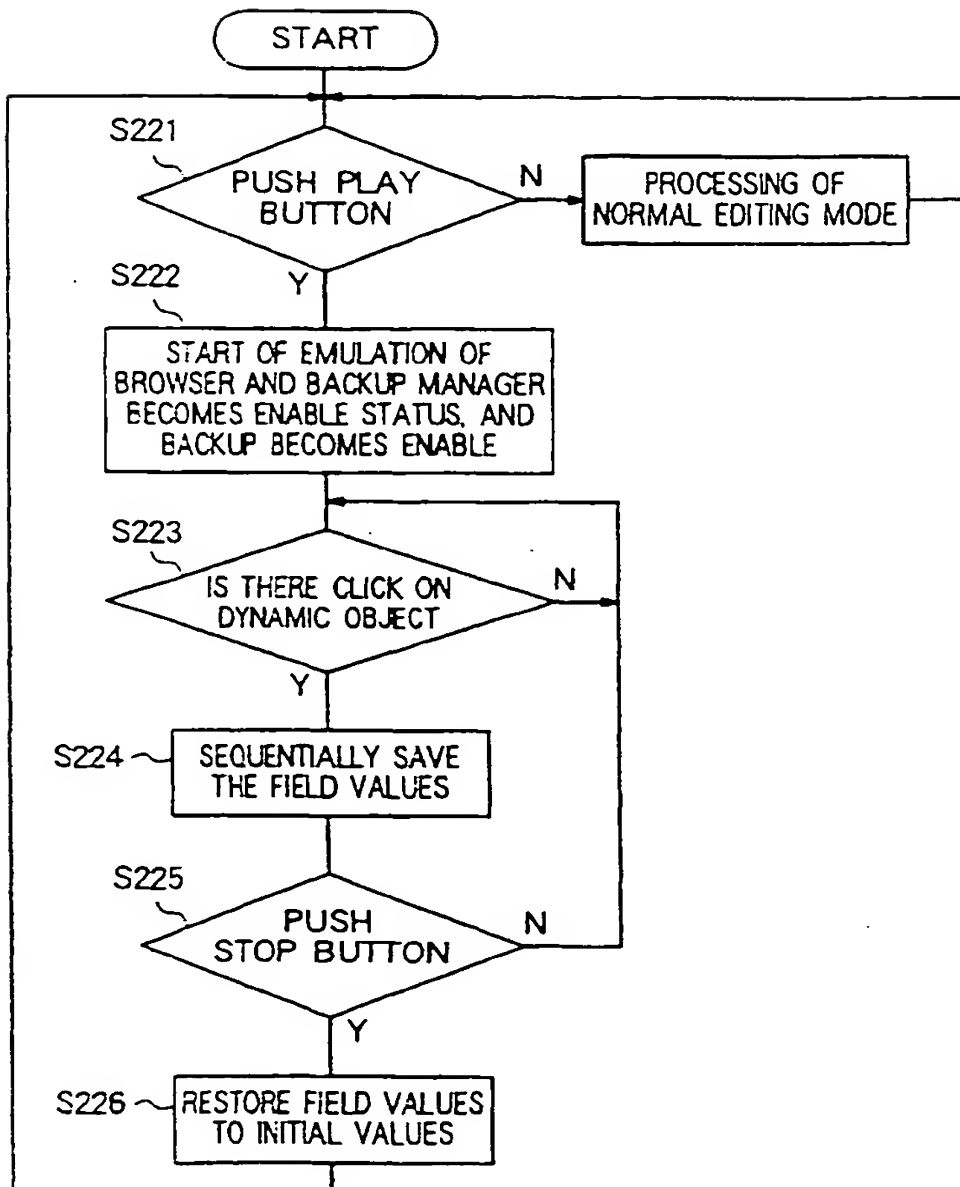 START
S221
PUSH PLAY
BUTTON
N
PROCESSING OF
NORMAL EDITING MODE
Y
S222
START OF EMULATION OF
BROWSER AND BACKUP MANAGER
BECOMES ENABLE STATUS, AND
BACKUP BECOMES ENABLE
S223
IS THERE CLICK ON
DYNAMIC OBJECT
N
Y
S224
SEQUENTIALLY SAVE
THE FIELD VALUES
S225
PUSH
STOP BUTTON
N
Y
S226
RESTORE FIELD VALUES
TO INITIAL VALUES